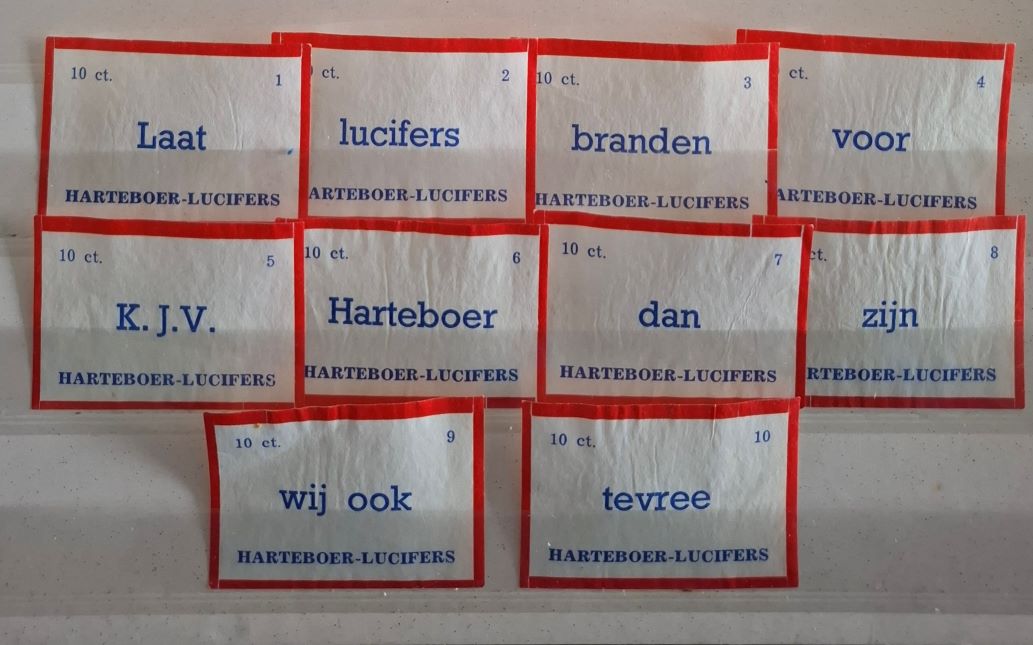 10 ct. 1
Laat
HARTEBOER-LUCIFERS
ct. 2
lucifers
ARTEBOER-LUCIFERS
10 ct. 3
branden
HARTEBOER-LUCIFERS
ct. 4
voor
ARTEBOER-LUCIFERS
10 ct. 5
K. J.V.
HARTEBOER-LUCIFERS
10 ct. 6
Harteboer
HARTEBOER-LUCIFERS
10 ct. 7
dan
HARTEBOER-LUCIFERS
ct. 8
zijn
RTEBOER-LUCIFERS
10 ct. 9
wij ook
HARTEBOER-LUCIFERS
10 ct. 10
tevree
HARTEBOER-LUCIFERS